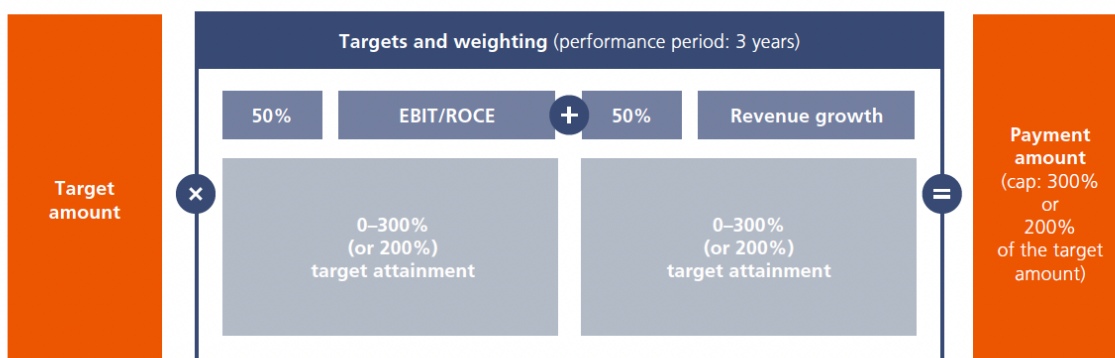 Targets and weighting (performance period: 3 years)
50%
EBIT/ROCE
+
50%
Revenue growth
Target
amount
×
0–300%
(or 200%)
target attainment
0–300%
(or 200%)
target attainment
=
Payment
amount
(cap: 300%
or
200%
of the target
amount)